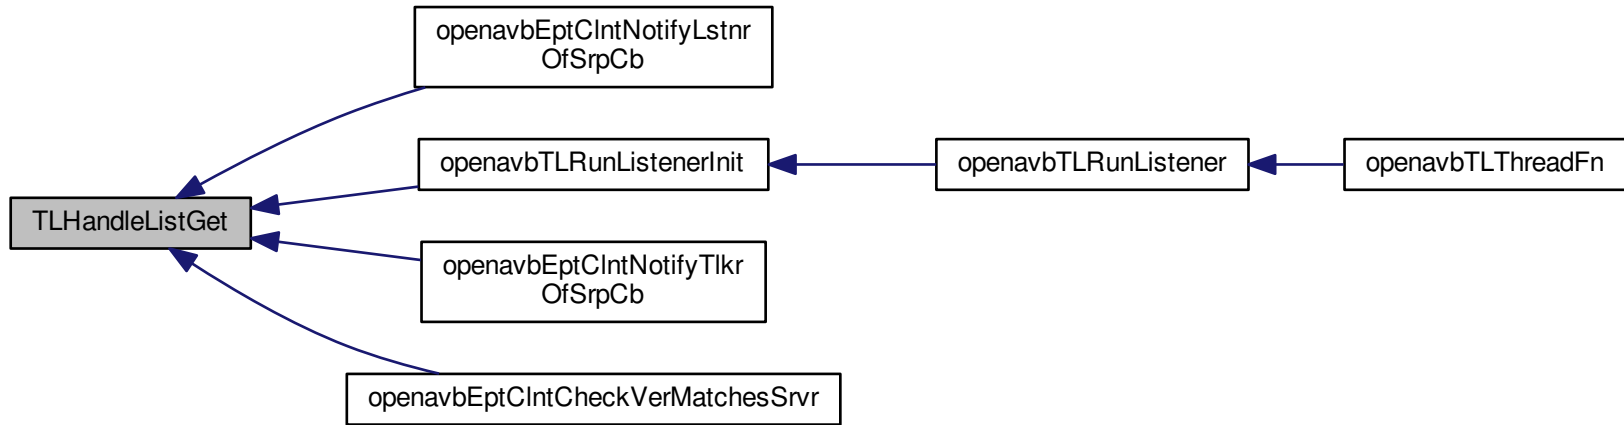 openavbEptClntNotifyLstnr
OfSrpCb
openavbTLRunListenerInit
openavbTLRunListener
openavbTLThreadFn
TLHandleListGet
openavbEptClntNotifyTlkr
OfSrpCb
openavbEptClntCheckVerMatchesSrvr